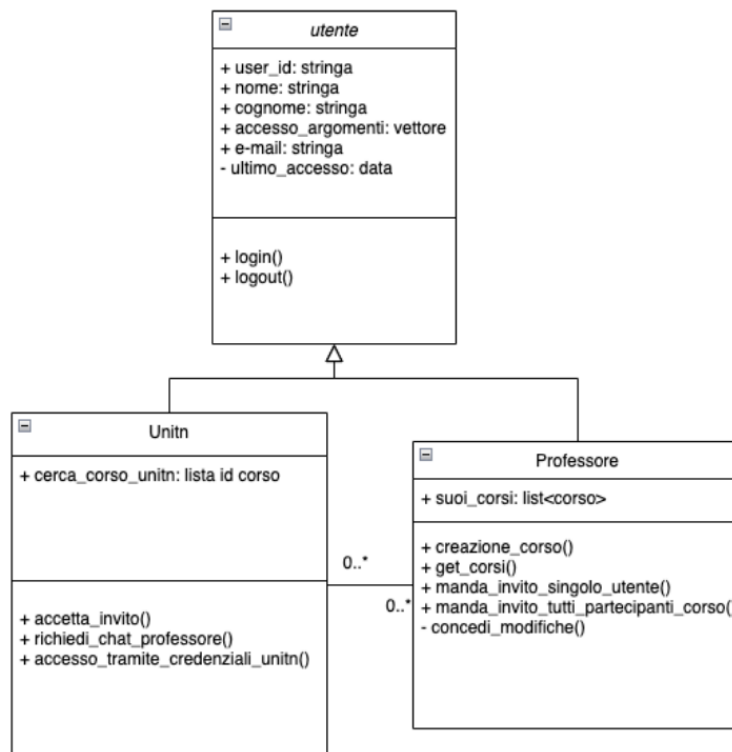 utente
+ user_id: stringa
+ nome: stringa
+ cognome: stringa
+ accesso_argomenti: vettore
+ e-mail: stringa
- ultimo_accesso: data
+ login()
+ logout()
Unitn
+ cerca_corso_unitn: lista id corso
+ accetta_invito()
+ richiedi_chat_professore()
+ accesso_tramite_credenziali_unitn()
0..*
0..*
Professore
+ suoi_corsi: list<corso>
+ creazione_corso()
+ get_corsi()
+ manda_invito_singolo_utente()
+ manda_invito_tutti_partecipanti_corso()
- concedi_modifiche()